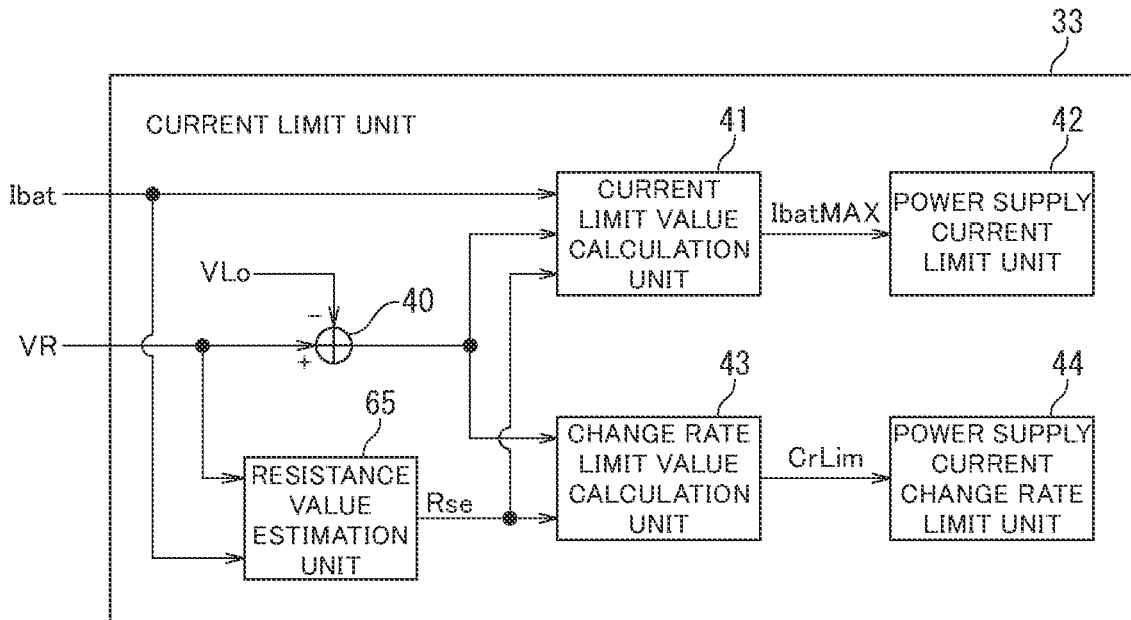 33
CURRENT LIMIT UNIT
41
42
Ibat
CURRENT
LIMIT VALUE
CALCULATION
UNIT
IbatMAX
POWER SUPPLY
CURRENT
LIMIT UNIT
VLo
-
40
VR
+
65
43
44
RESISTANCE
VALUE
ESTIMATION
UNIT
Rse
CHANGE RATE
LIMIT VALUE
CALCULATION
UNIT
CrLim
POWER SUPPLY
CURRENT
CHANGE RATE
LIMIT UNIT